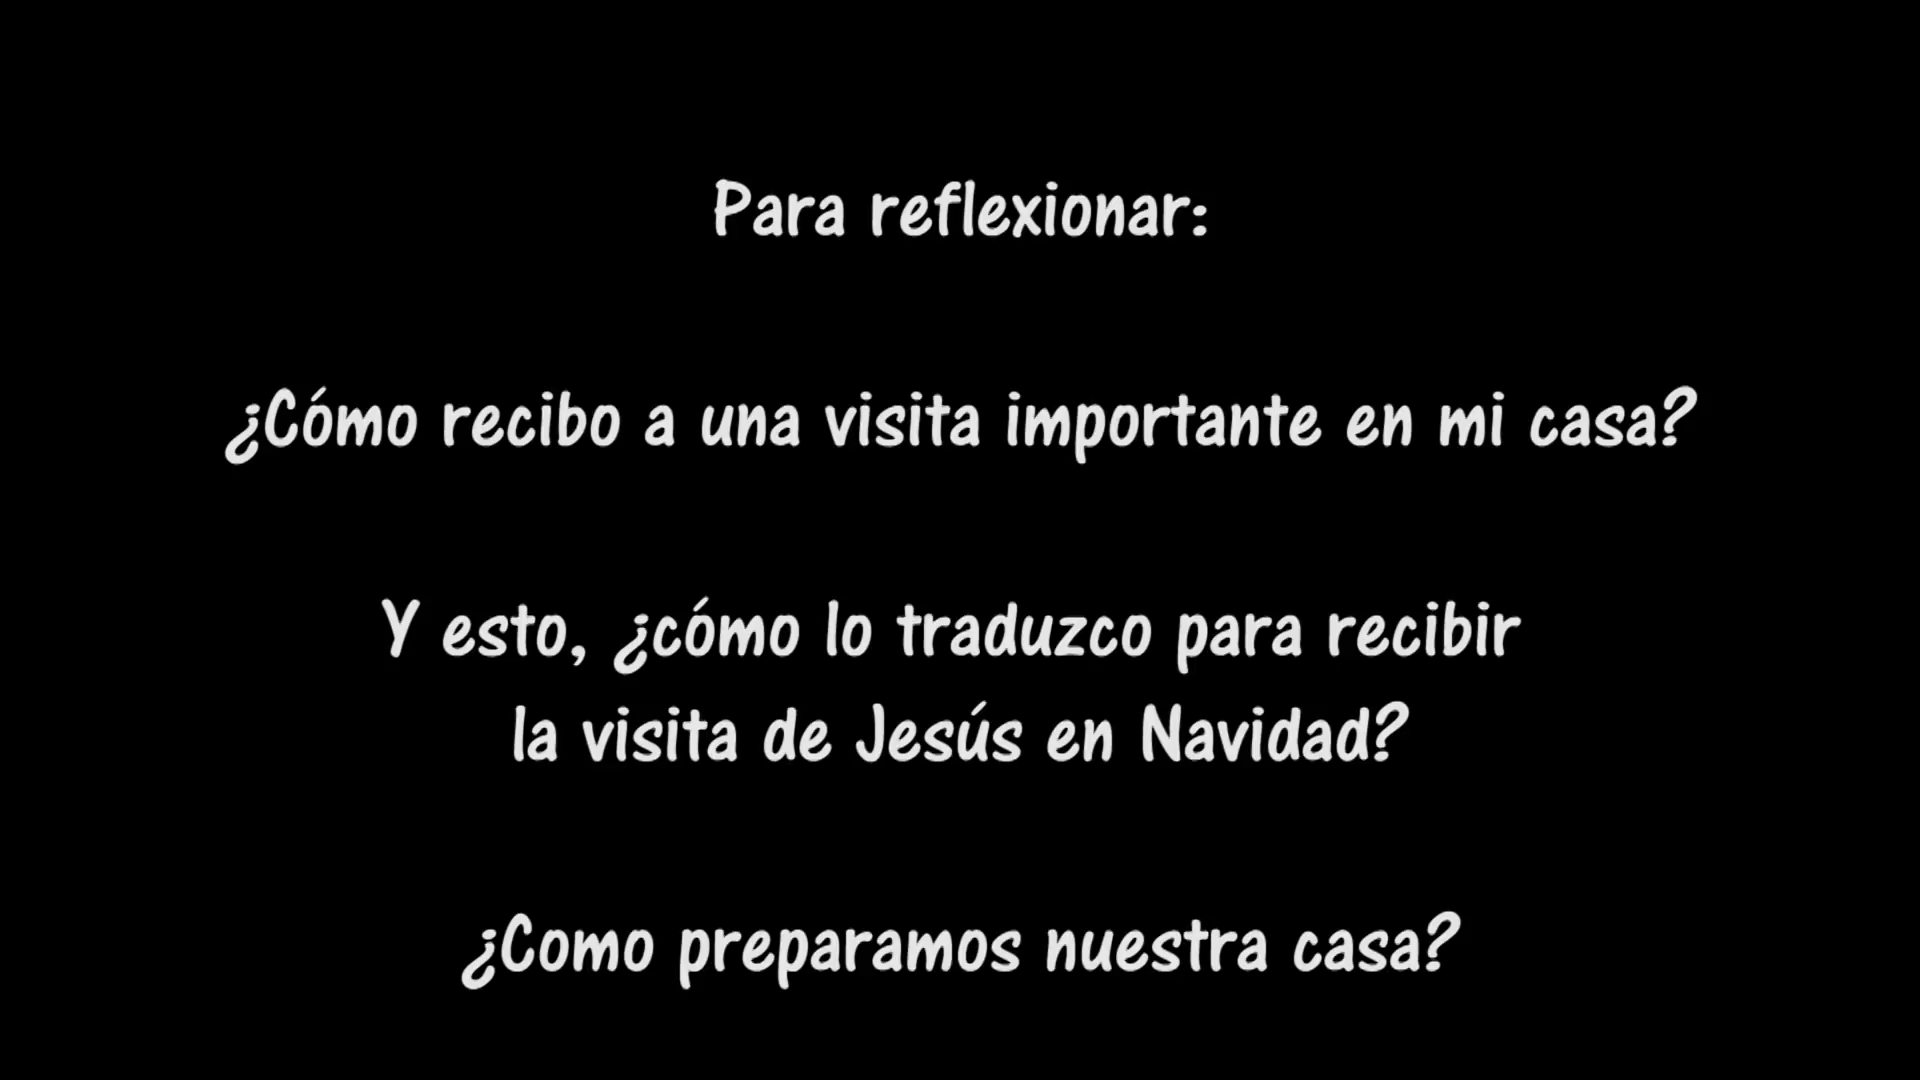 Para reflexionar:
¿Cómo recibo a una visita importante en mi casa?
Y esto, ¿cómo lo traduzco para recibir
la visita de Jesús en Navidad?
¿Como preparamos nuestra casa?